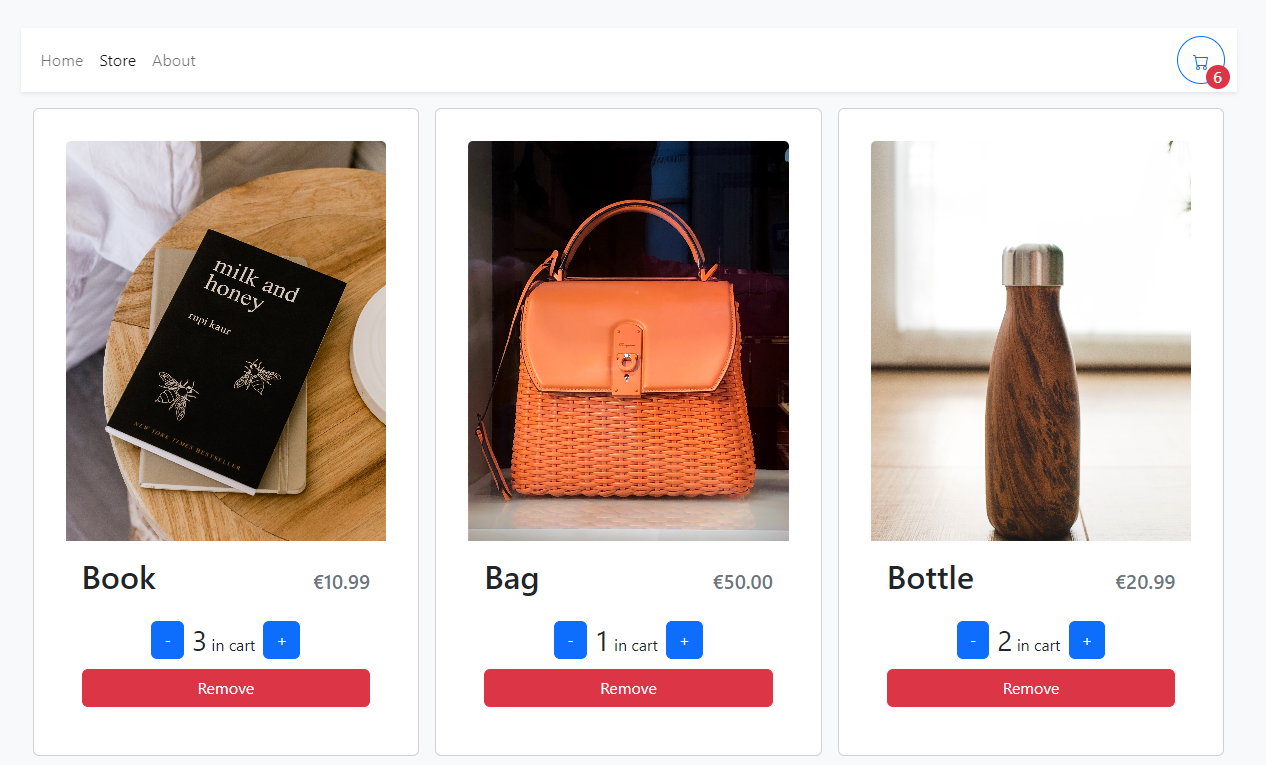 Home Store About
6
milk and
honey
rupi kaur
NEW YORK TIMES BESTSELLER
Book €10.99
- 3 in cart +
Remove
Bag €50.00
- 1 in cart +
Remove
Bottle €20.99
- 2 in cart +
Remove